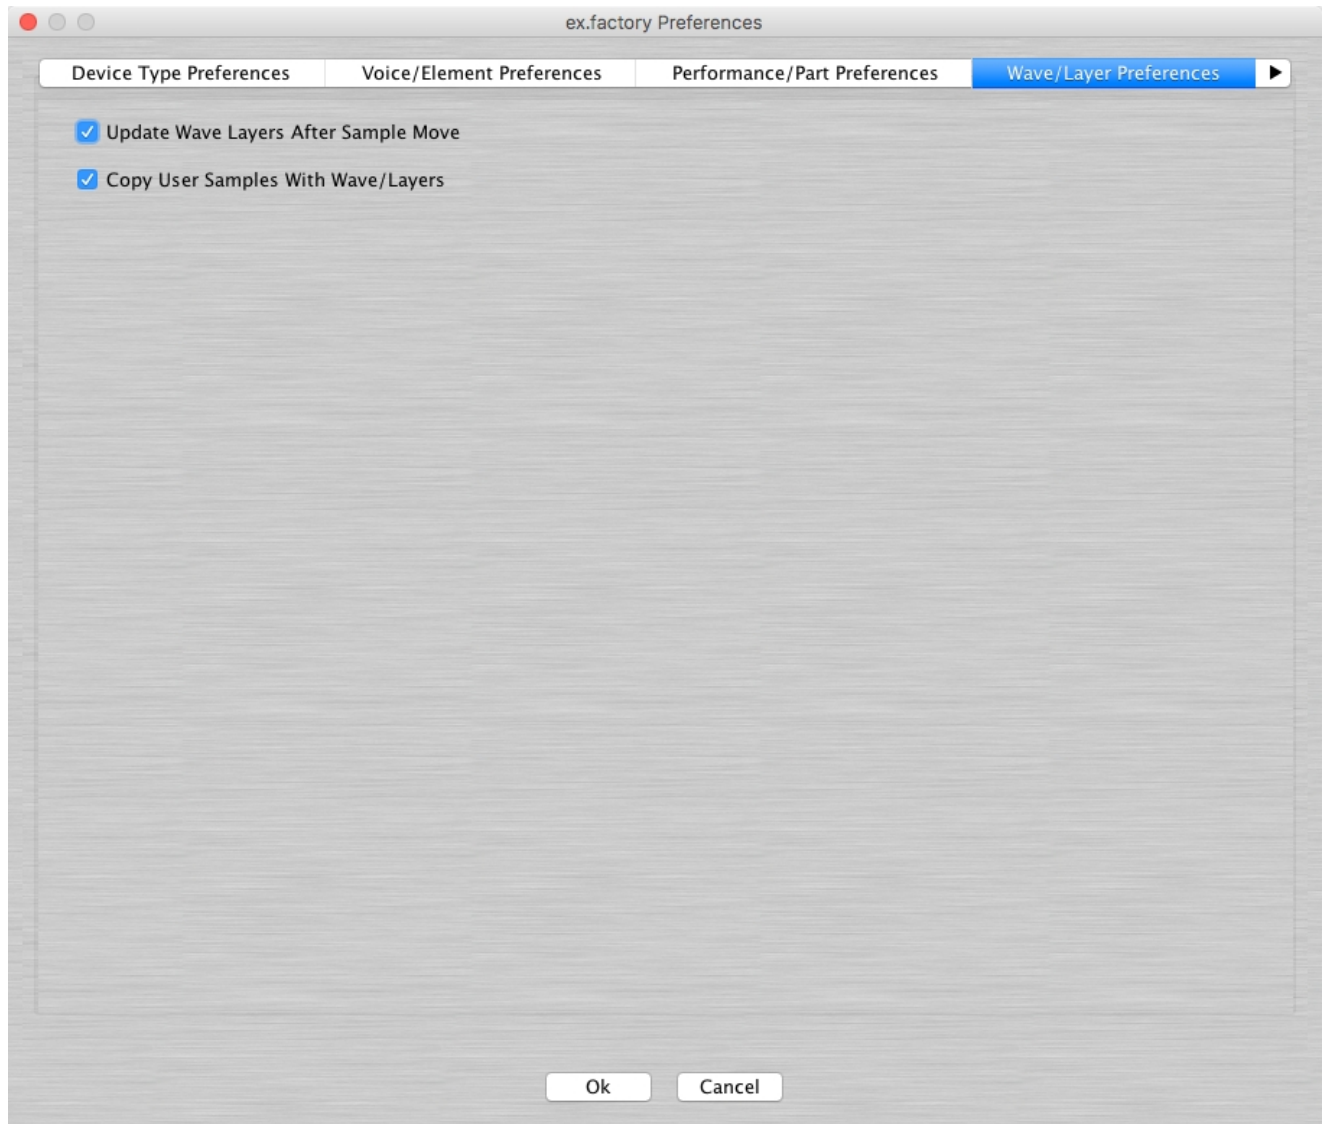 ex.factory Preferences
Device Type Preferences Voice/Element Preferences Performance/Part Preferences Wave/Layer Preferences
Update Wave Layers After Sample Move
Copy User Samples With Wave/Layers
Ok Cancel